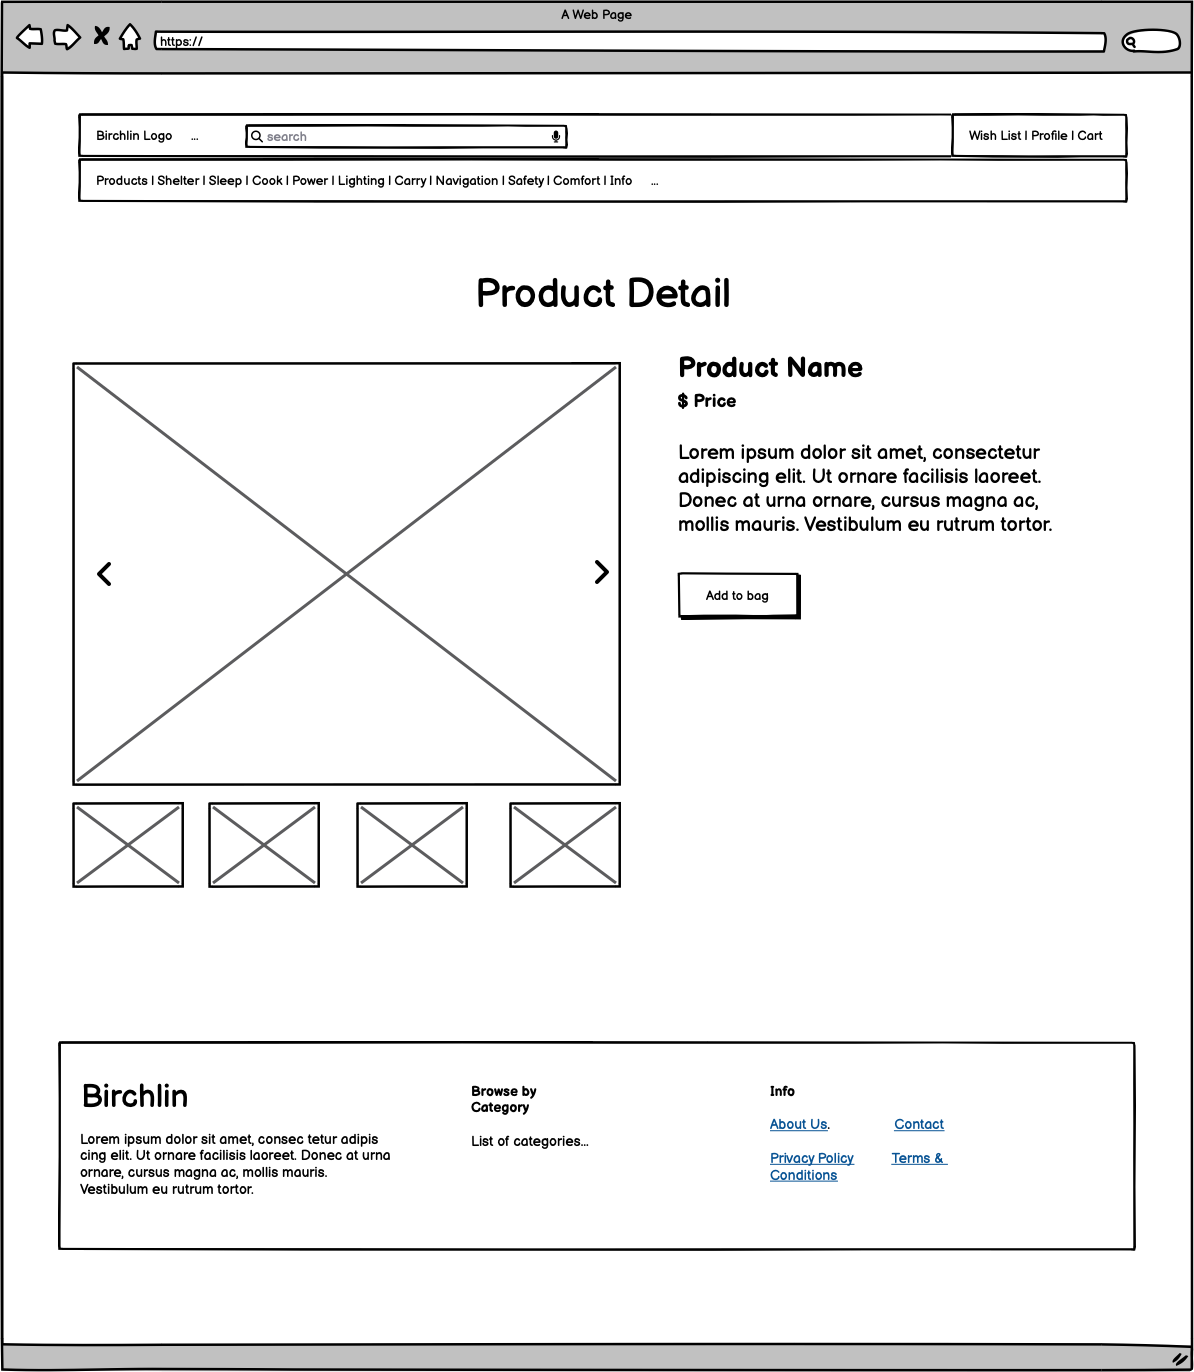 A Web Page
https://
Birchlin Logo ...
search
Wish List | Profile | Cart
Products | Shelter | Sleep | Cook | Power | Lighting | Carry | Navigation | Safety | Comfort | Info ...
Product Detail
Product Name
$ Price
Lorem ipsum dolor sit amet, consectetur
adipiscing elit. Ut ornare facilisis laoreet.
Donec at urna ornare, cursus magna ac,
mollis mauris. Vestibulum eu rutrum tortor.
Add to bag
Birchlin
Lorem ipsum dolor sit amet, consec tetur adipis
cing elit. Ut ornare facilisis laoreet. Donec at urna
ornare, cursus magna ac, mollis mauris.
Vestibulum eu rutrum tortor.
Browse by
Category
List of categories...
Info
About Us. Contact
Privacy Policy Terms &
Conditions